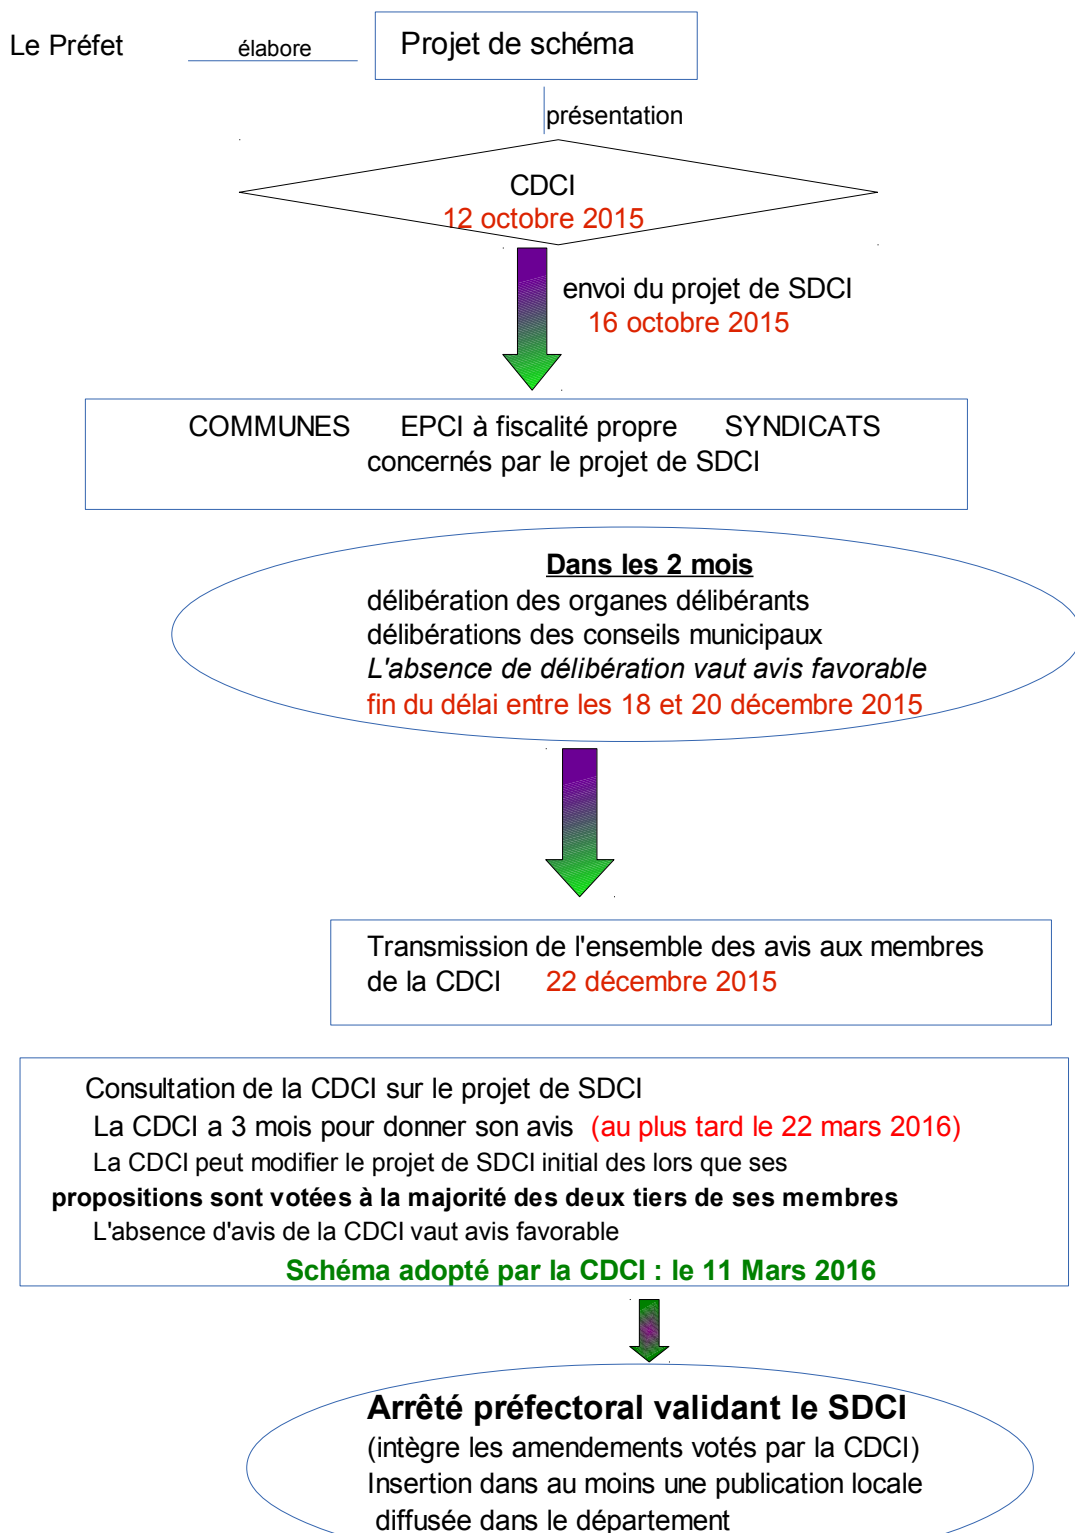 Le Préfet élabore Projet de schéma
présentation
CDCI
12 octobre 2015
envoi du projet de SDCI
16 octobre 2015
COMMUNES EPCI à fiscalité propre SYNDICATS
concernés par le projet de SDCI
Dans les 2 mois
délibération des organes délibérants
délibérations des conseils municipaux
L'absence de délibération vaut avis favorable
fin du délai entre les 18 et 20 décembre 2015
Transmission de l'ensemble des avis aux membres
de la CDCI 22 décembre 2015
Consultation de la CDCI sur le projet de SDCI
La CDCI a 3 mois pour donner son avis (au plus tard le 22 mars 2016)
La CDCI peut modifier le projet de SDCI initial des lors que ses
propositions sont votées à la majorité des deux tiers de ses membres
L'absence d'avis de la CDCI vaut avis favorable
Schéma adopté par la CDCI : le 11 Mars 2016
Arrêté préfectoral validant le SDCI
(intègre les amendements votés par la CDCI)
Insertion dans au moins une publication locale
diffusée dans le département